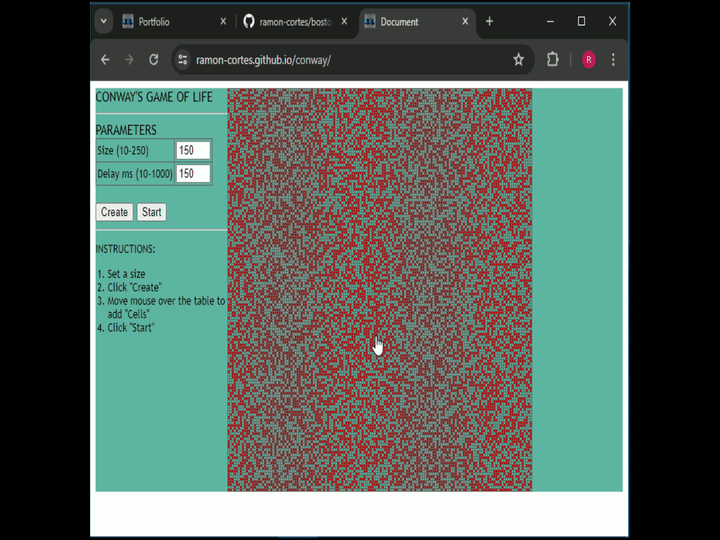 Portfolio
ramon-cortes/bosto
Document
ramon-cortes.github.io/conway/
R
CONWAY'S GAME OF LIFE
PARAMETERS
Size (10-250) 150
Delay ms (10-1000) 150
Create Start
INSTRUCTIONS:
1. Set a size
2. Click "Create"
3. Move mouse over the table to
add "Cells"
4. Click "Start"